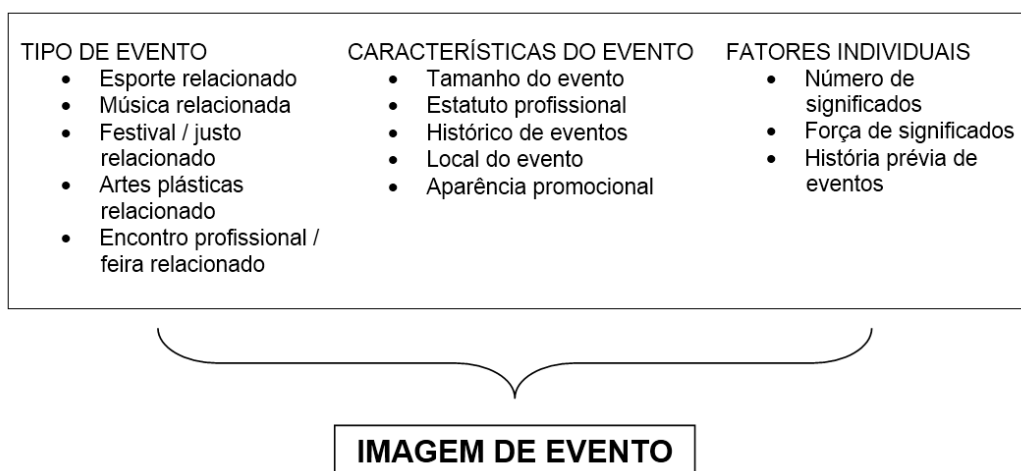 TIPO DE EVENTO
• Esporte relacionado
• Música relacionada
• Festival / justo
relacionado
• Artes plásticas
relacionado
• Encontro profissional /
feira relacionado
CARACTERÍSTICAS DO EVENTO
• Tamanho do evento
• Estatuto profissional
• Histórico de eventos
• Local do evento
• Aparência promocional
FATORES INDIVIDUAIS
• Número de
significados
• Força de significados
• História prévia de
eventos
IMAGEM DE EVENTO